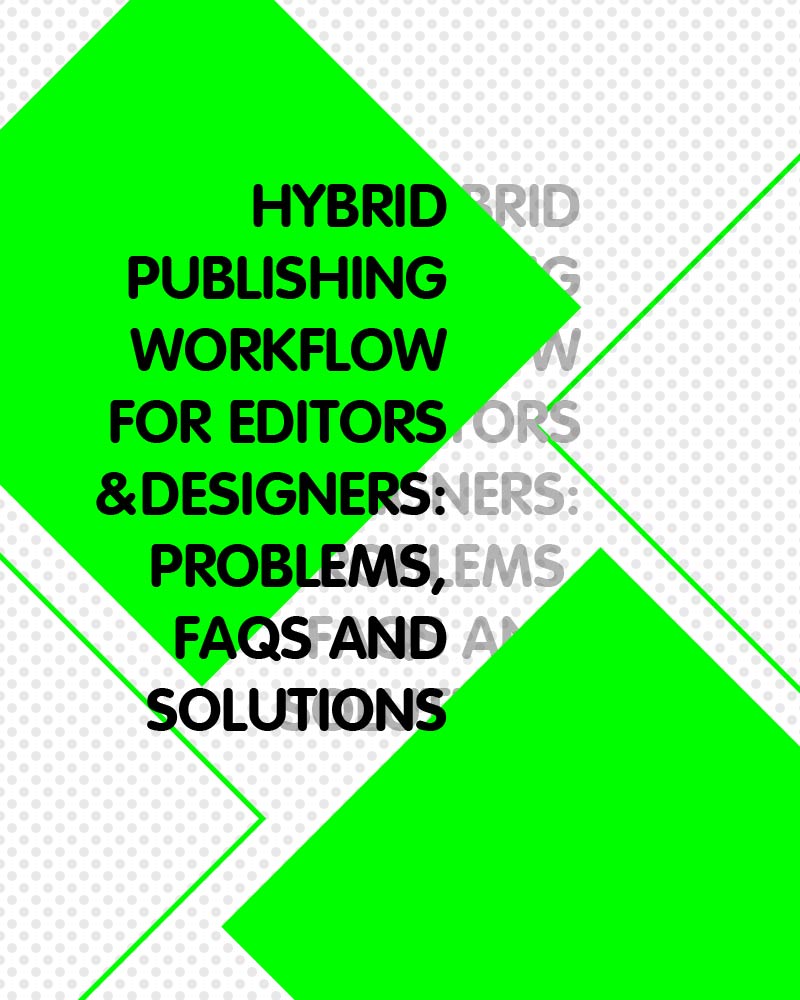 HYBRID
PUBLISHING
WORKFLOW
FOR EDITORS
&DESIGNERS:
PROBLEMS,
FAQS AND
SOLUTIONS